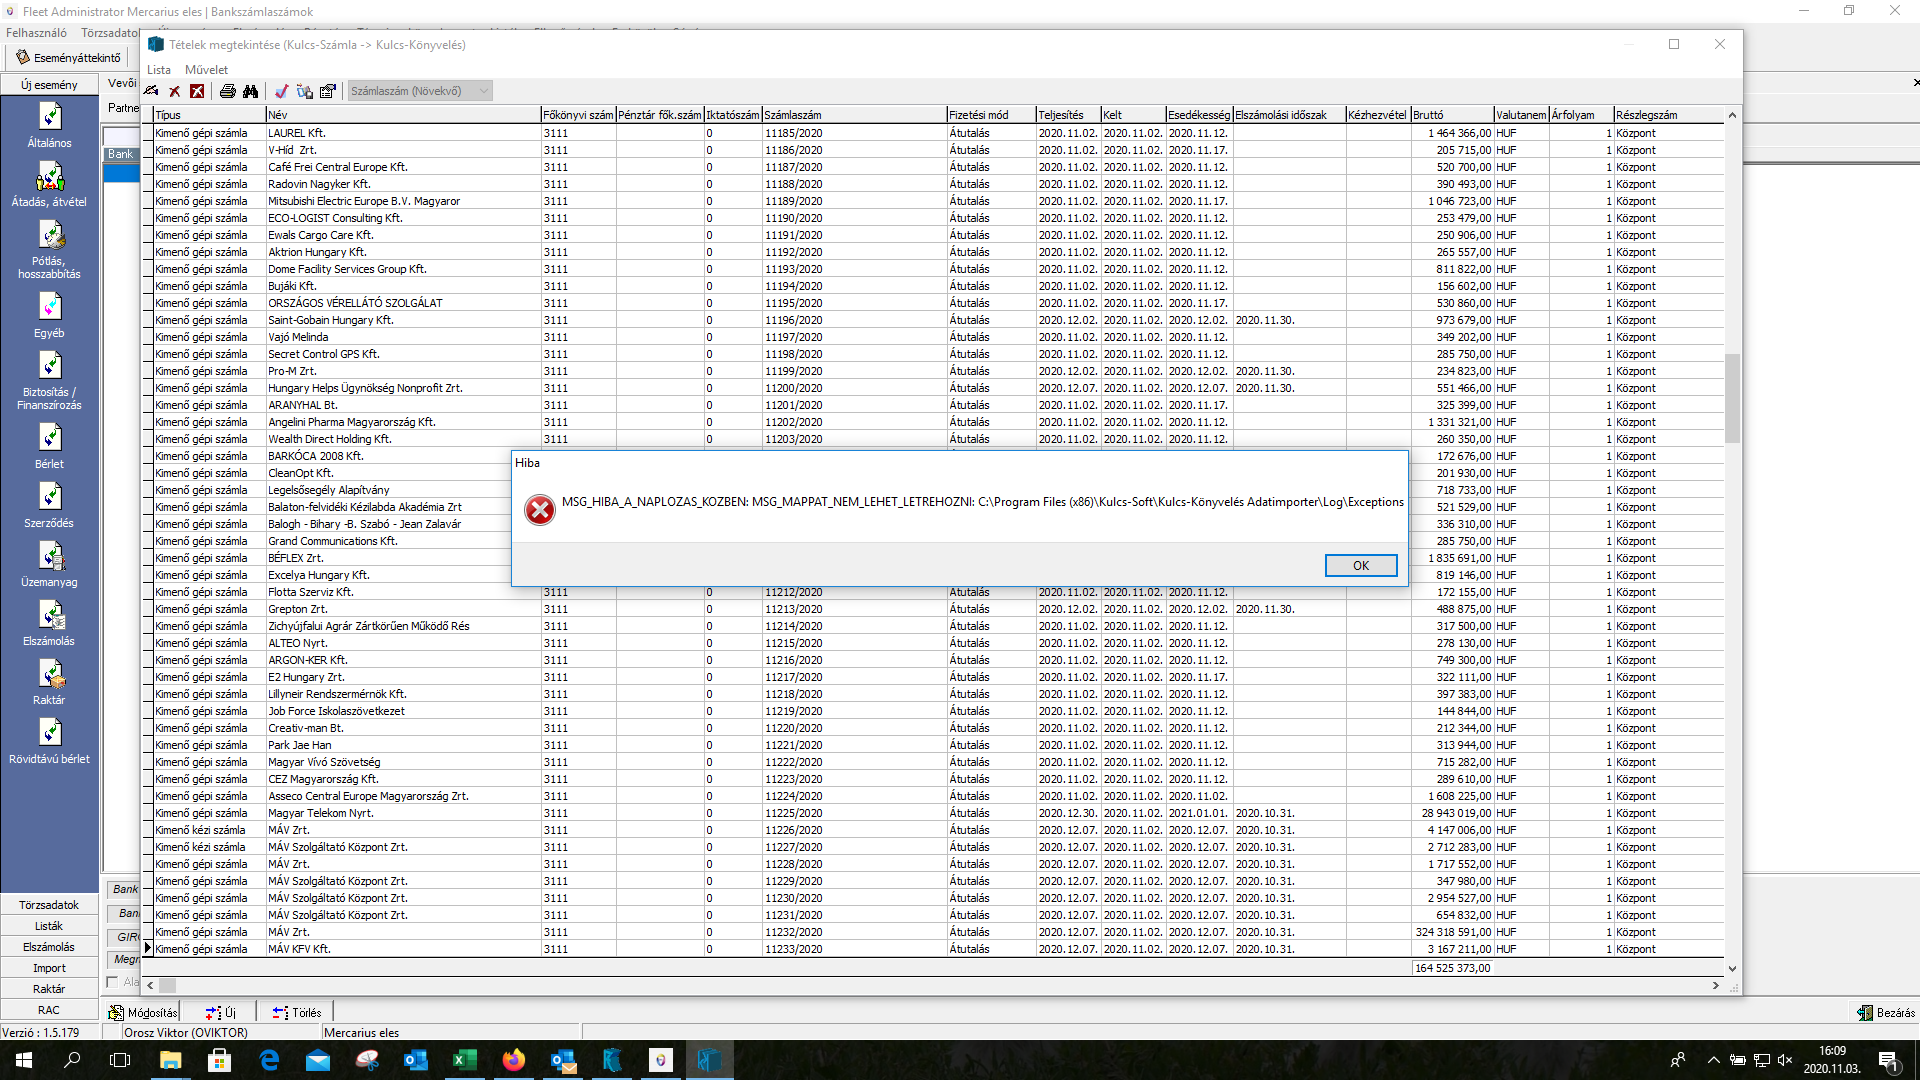 Fleet Administrator Mercarius eles | Bankszámlaszámok
Felhasználó Törzsadatok
Eseményáttekintő
Új esemény Vevői
Partne
Bank
Általános
Átadás, átvétel
Pótlás,
hosszabbítás
Egyéb
Biztosítás /
Finanszírozás
Bérlet
Szerződés
Üzemanyag
Elszámolás
Raktár
Rövidtávú bérlet
Törzsadatok
Listák
Elszámolás
Import
Raktár
RAC
Bank
Ban
GIR
Megn
Ala
Tételek megtekintése (Kulcs-Számla -> Kulcs-Könyvelés)
Lista Művelet
Számlaszám (Növekvő)
Típus Név Főkönyvi szám Pénztár fők.szám Iktatószám Számlaszám Fizetési mód Teljesítés Kelt Esedékesség Elszámolási időszak Kézhezvétel Bruttó Valutanem Árfolyam Részlegszám
Kimenő gépi számla LAUREL Kft. 3111 0 11185/2020 Átutalás 2020.11.02. 2020.11.02. 2020.11.12. 1 464 366,00 HUF 1 Központ
Kimenő gépi számla V-Híd Zrt. 3111 0 11186/2020 Átutalás 2020.11.02. 2020.11.02. 2020.11.17. 205 715,00 HUF 1 Központ
Kimenő gépi számla Café Frei Central Europe Kft. 3111 0 11187/2020 Átutalás 2020.11.02. 2020.11.02. 2020.11.12. 520 700,00 HUF 1 Központ
Kimenő gépi számla Radovin Nagyker Kft. 3111 0 11188/2020 Átutalás 2020.11.02. 2020.11.02. 2020.11.12. 390 493,00 HUF 1 Központ
Kimenő gépi számla Mitsubishi Electric Europe B.V. Magyaror 3111 0 11189/2020 Átutalás 2020.11.02. 2020.11.02. 2020.11.17. 1 046 723,00 HUF 1 Központ
Kimenő gépi számla ECO-LOGIST Consulting Kft. 3111 0 11190/2020 Átutalás 2020.11.02. 2020.11.02. 2020.11.12. 253 479,00 HUF 1 Központ
Kimenő gépi számla Ewals Cargo Care Kft. 3111 0 11191/2020 Átutalás 2020.11.02. 2020.11.02. 2020.11.12. 250 906,00 HUF 1 Központ
Kimenő gépi számla Aktrion Hungary Kft. 3111 0 11192/2020 Átutalás 2020.11.02. 2020.11.02. 2020.11.12. 265 557,00 HUF 1 Központ
Kimenő gépi számla Dome Facility Services Group Kft. 3111 0 11193/2020 Átutalás 2020.11.02. 2020.11.02. 2020.11.12. 811 822,00 HUF 1 Központ
Kimenő gépi számla Bujáki Kft. 3111 0 11194/2020 Átutalás 2020.11.02. 2020.11.02. 2020.11.12. 156 602,00 HUF 1 Központ
Kimenő gépi számla ORSZÁGOS VÉRELLÁTÓ SZOLGÁLAT 3111 0 11195/2020 Átutalás 2020.11.02. 2020.11.02. 2020.11.17. 530 860,00 HUF 1 Központ
Kimenő gépi számla Saint-Gobain Hungary Kft. 3111 0 11196/2020 Átutalás 2020.12.02. 2020.11.02. 2020.12.02. 2020.11.30. 973 679,00 HUF 1 Központ
Kimenő gépi számla Vajó Melinda 3111 0 11197/2020 Átutalás 2020.11.02. 2020.11.02. 2020.11.12. 349 202,00 HUF 1 Központ
Kimenő gépi számla Secret Control GPS Kft. 3111 0 11198/2020 Átutalás 2020.11.02. 2020.11.02. 2020.11.12. 285 750,00 HUF 1 Központ
Kimenő gépi számla Pro-M Zrt. 3111 0 11199/2020 Átutalás 2020.12.02. 2020.11.02. 2020.12.02. 2020.11.30. 234 823,00 HUF 1 Központ
Kimenő gépi számla Hungary Helps Ügynökség Nonprofit Zrt. 3111 0 11200/2020 Átutalás 2020.12.07. 2020.11.02. 2020.12.07. 2020.11.30. 551 466,00 HUF 1 Központ
Kimenő gépi számla ARANYHAL Bt. 3111 0 11201/2020 Átutalás 2020.11.02. 2020.11.02. 2020.11.17. 325 399,00 HUF 1 Központ
Kimenő gépi számla Angelini Pharma Magyarország Kft. 3111 0 11202/2020 Átutalás 2020.11.02. 2020.11.02. 2020.11.12. 1 331 321,00 HUF 1 Központ
Kimenő gépi számla Wealth Direct Holding Kft. 3111 0 11203/2020 Átutalás 2020.11.02. 2020.11.02. 2020.11.12. 260 350,00 HUF 1 Központ
Kimenő gépi számla BARKÓCA 2008 Kft. 172 676,00 HUF 1 Központ
Kimenő gépi számla CleanOpt Kft. 201 930,00 HUF 1 Központ
Kimenő gépi számla Legelsősegély Alapítvány 718 733,00 HUF 1 Központ
Kimenő gépi számla Balaton-felvidéki Kézilabda Akadémia Zrt 521 529,00 HUF 1 Központ
Kimenő gépi számla Balogh - Bihary -B. Szabó - Jean Zalavár 336 310,00 HUF 1 Központ
Kimenő gépi számla Grand Communications Kft. 285 750,00 HUF 1 Központ
Kimenő gépi számla BÉFLEX Zrt. 1 835 691,00 HUF 1 Központ
Kimenő gépi számla Excelya Hungary Kft. 819 146,00 HUF 1 Központ
Kimenő gépi számla Flotta Szerviz Kft. 3111 0 11212/2020 Átutalás 2020.11.02. 2020.11.02. 2020.11.12. 172 155,00 HUF 1 Központ
Kimenő gépi számla Grepton Zrt. 3111 0 11213/2020 Átutalás 2020.12.02. 2020.11.02. 2020.12.02. 2020.11.30. 488 875,00 HUF 1 Központ
Kimenő gépi számla Zichyújfalui Agrár Zártkörűen Működő Rés 3111 0 11214/2020 Átutalás 2020.11.02. 2020.11.02. 2020.11.12. 317 500,00 HUF 1 Központ
Kimenő gépi számla ALTEO Nyrt. 3111 0 11215/2020 Átutalás 2020.11.02. 2020.11.02. 2020.11.12. 278 130,00 HUF 1 Központ
Kimenő gépi számla ARGON-KER Kft. 3111 0 11216/2020 Átutalás 2020.11.02. 2020.11.02. 2020.11.12. 749 300,00 HUF 1 Központ
Kimenő gépi számla E2 Hungary Zrt. 3111 0 11217/2020 Átutalás 2020.11.02. 2020.11.02. 2020.11.17. 322 111,00 HUF 1 Központ
Kimenő gépi számla Lillyneir Rendszermérnök Kft. 3111 0 11218/2020 Átutalás 2020.11.02. 2020.11.02. 2020.11.12. 397 383,00 HUF 1 Központ
Kimenő gépi számla Job Force Iskolaszövetkezet 3111 0 11219/2020 Átutalás 2020.11.02. 2020.11.02. 2020.11.12. 144 844,00 HUF 1 Központ
Kimenő gépi számla Creativ-man Bt. 3111 0 11220/2020 Átutalás 2020.11.02. 2020.11.02. 2020.11.12. 212 344,00 HUF 1 Központ
Kimenő gépi számla Park Jae Han 3111 0 11221/2020 Átutalás 2020.11.02. 2020.11.02. 2020.11.12. 313 944,00 HUF 1 Központ
Kimenő gépi számla Magyar Vívó Szövetség 3111 0 11222/2020 Átutalás 2020.11.02. 2020.11.02. 2020.11.12. 715 282,00 HUF 1 Központ
Kimenő gépi számla CEZ Magyarország Kft. 3111 0 11223/2020 Átutalás 2020.11.02. 2020.11.02. 2020.11.12. 289 610,00 HUF 1 Központ
Kimenő gépi számla Asseco Central Europe Magyarország Zrt. 3111 0 11224/2020 Átutalás 2020.11.02. 2020.11.02. 2020.11.02. 1 608 225,00 HUF 1 Központ
Kimenő gépi számla Magyar Telekom Nyrt. 3111 0 11225/2020 Átutalás 2020.12.30. 2020.11.02. 2021.01.01. 2020.10.31. 28 943 019,00 HUF 1 Központ
Kimenő kézi számla MÁV Zrt. 3111 0 11226/2020 Átutalás 2020.12.07. 2020.11.02. 2020.12.07. 2020.10.31. 4 147 006,00 HUF 1 Központ
Kimenő kézi számla MÁV Szolgáltató Központ Zrt. 3111 0 11227/2020 Átutalás 2020.12.07. 2020.11.02. 2020.12.07. 2020.10.31. 2 712 283,00 HUF 1 Központ
Kimenő gépi számla MÁV Zrt. 3111 0 11228/2020 Átutalás 2020.12.07. 2020.11.02. 2020.12.07. 2020.10.31. 1 717 552,00 HUF 1 Központ
Kimenő gépi számla MÁV Szolgáltató Központ Zrt. 3111 0 11229/2020 Átutalás 2020.12.07. 2020.11.02. 2020.12.07. 2020.10.31. 347 980,00 HUF 1 Központ
Kimenő gépi számla MÁV Szolgáltató Központ Zrt. 3111 0 11230/2020 Átutalás 2020.12.07. 2020.11.02. 2020.12.07. 2020.10.31. 2 954 527,00 HUF 1 Központ
Kimenő gépi számla MÁV Szolgáltató Központ Zrt. 3111 0 11231/2020 Átutalás 2020.12.07. 2020.11.02. 2020.12.07. 2020.10.31. 654 832,00 HUF 1 Központ
Kimenő gépi számla MÁV Zrt. 3111 0 11232/2020 Átutalás 2020.12.07. 2020.11.02. 2020.12.07. 2020.10.31. 324 318 591,00 HUF 1 Központ
Kimenő gépi számla MÁV KFV Kft. 3111 0 11233/2020 Átutalás 2020.12.07. 2020.11.02. 2020.12.07. 2020.10.31. 3 167 211,00 HUF 1 Központ
164 525 373,00
Hiba
MSG_HIBA_A_NAPLOZAS_KOZBEN: MSG_MAPPAT_NEM_LEHET_LETREHOZNI: C:\Program Files (x86)\Kulcs-Soft\Kulcs-Könyvelés Adatimporter\Log\Exceptions
OK
Módosítás Új Törlés Bezárás
Verzió : 1.5.179 Orosz Viktor (OVIKTOR) Mercarius eles
16:09
2020.11.03.
1